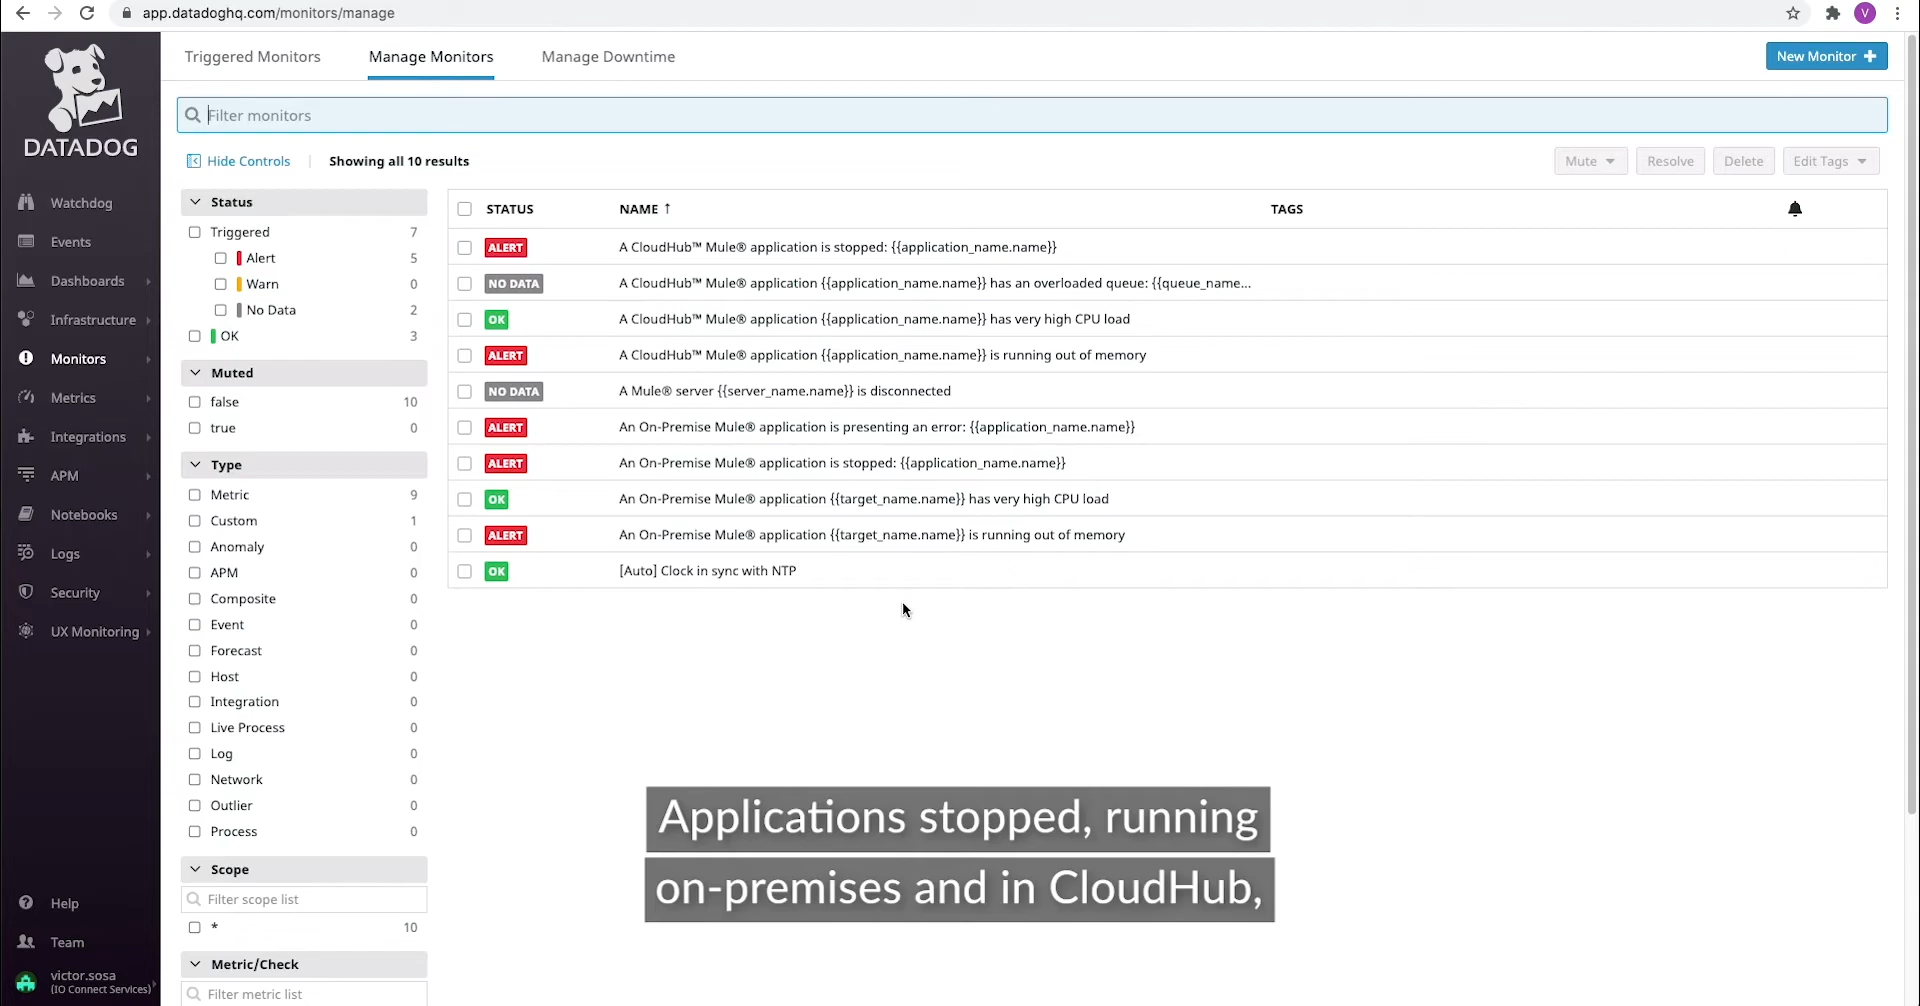 app.datadoghq.com/monitors/manage
V
DATADOG
Watchdog
Events
Dashboards
Infrastructure
Monitors
Metrics
Integrations
APM
Notebooks
Logs
Security
UX Monitoring
Help
Team
victor.sosa
(IO Connect Services)
Triggered Monitors Manage Monitors Manage Downtime
New Monitor +
Filter monitors
Hide Controls | Showing all 10 results
Mute Resolve Delete Edit Tags
Status
Triggered 7
Alert 5
Warn 0
No Data 2
OK 3
Muted
false 10
true 0
Type
Metric 9
Custom 1
Anomaly 0
APM 0
Composite 0
Event 0
Forecast 0
Host 0
Integration 0
Live Process 0
Log 0
Network 0
Outlier 0
Process 0
Scope
Filter scope list
* 10
Metric/Check
Filter metric list
STATUS NAME ↑ TAGS
ALERT A CloudHub™ Mule® application is stopped: {{application_name.name}}
NO DATA A CloudHub™ Mule® application {{application_name.name}} has an overloaded queue: {{queue_name...
OK A CloudHub™ Mule® application {{application_name.name}} has very high CPU load
ALERT A CloudHub™ Mule® application {{application_name.name}} is running out of memory
NO DATA A Mule® server {{server_name.name}} is disconnected
ALERT An On-Premise Mule® application is presenting an error: {{application_name.name}}
ALERT An On-Premise Mule® application is stopped: {{application_name.name}}
OK An On-Premise Mule® application {{target_name.name}} has very high CPU load
ALERT An On-Premise Mule® application {{target_name.name}} is running out of memory
OK [Auto] Clock in sync with NTP
Applications stopped, running
on-premises and in CloudHub,